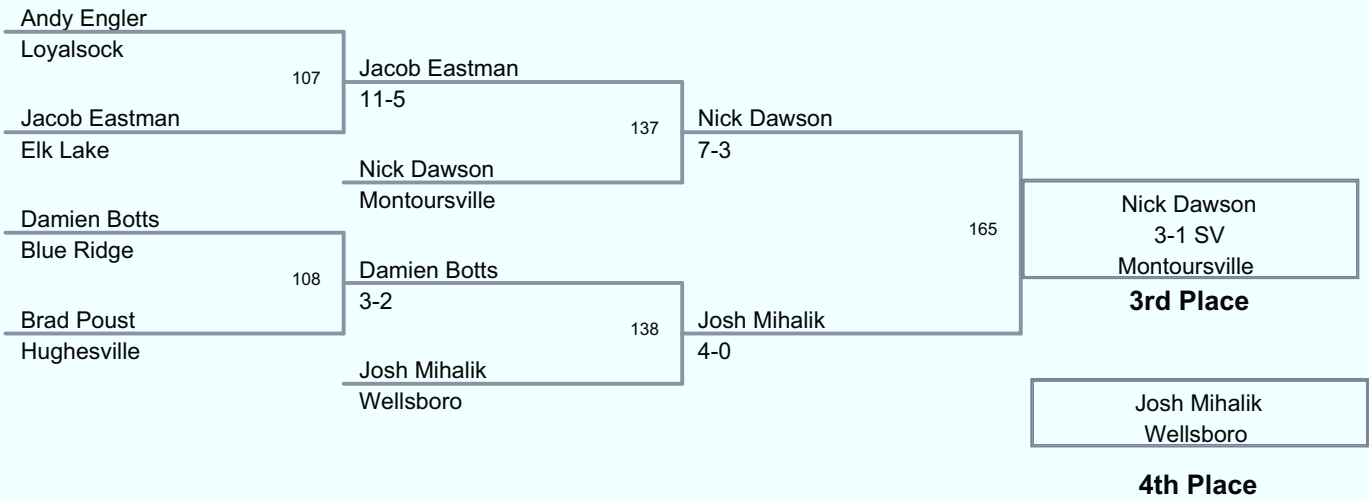 Andy Engler
Loyalsock
107
Jacob Eastman
11-5
Jacob Eastman
Elk Lake
137
Nick Dawson
7-3
Nick Dawson
Montoursville
Damien Botts
Blue Ridge
165
Nick Dawson
3-1 SV
Montoursville
3rd Place
108
Damien Botts
3-2
Brad Poust
Hughesville
138
Josh Mihalik
4-0
Josh Mihalik
Wellsboro
Josh Mihalik
Wellsboro
4th Place